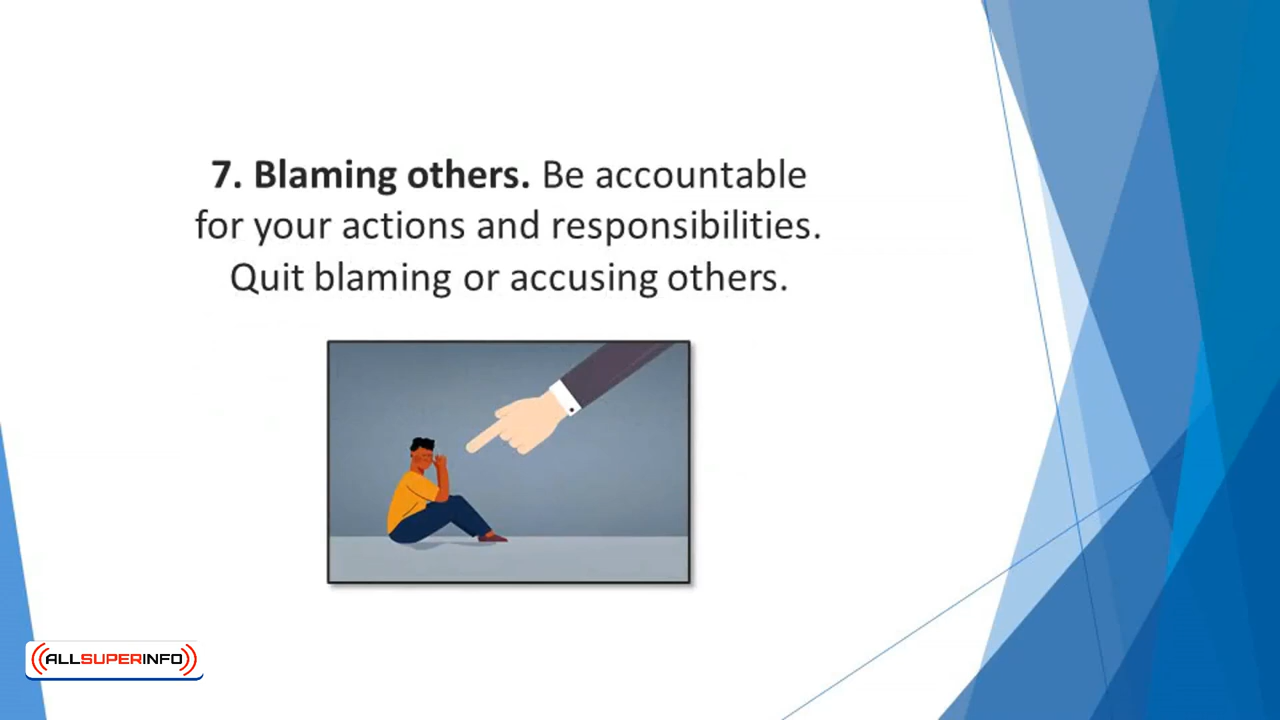 7. Blaming others. Be accountable
for your actions and responsibilities.
Quit blaming or accusing others.
ALLSUPERINFO